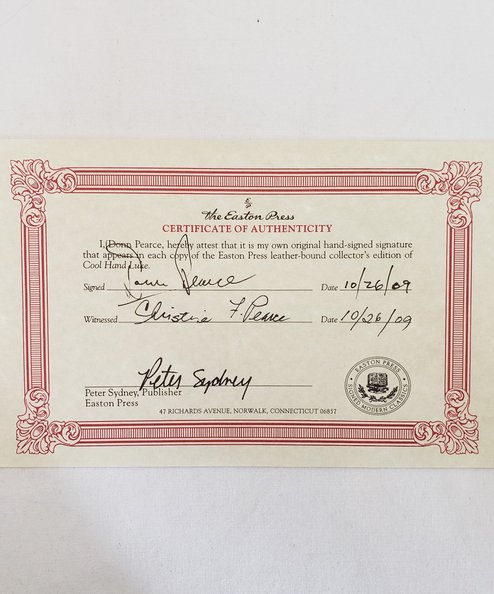 The Easton Press
CERTIFICATE OF AUTHENTICITY
I, Donn Pearce, hereby attest that it is my own original hand-signed signature
that appears in each copy of the Easton Press leather-bound collector's edition of
Cool Hand Luke.
Signed Donn Pearce Date 10/26/09
Witnessed Christine F. Pearce Date 10/26/09
Peter Sydney
Peter Sydney, Publisher
Easton Press
EASTON PRESS
SIGNED MODERN CLASSICS
47 RICHARDS AVENUE, NORWALK, CONNECTICUT 06857